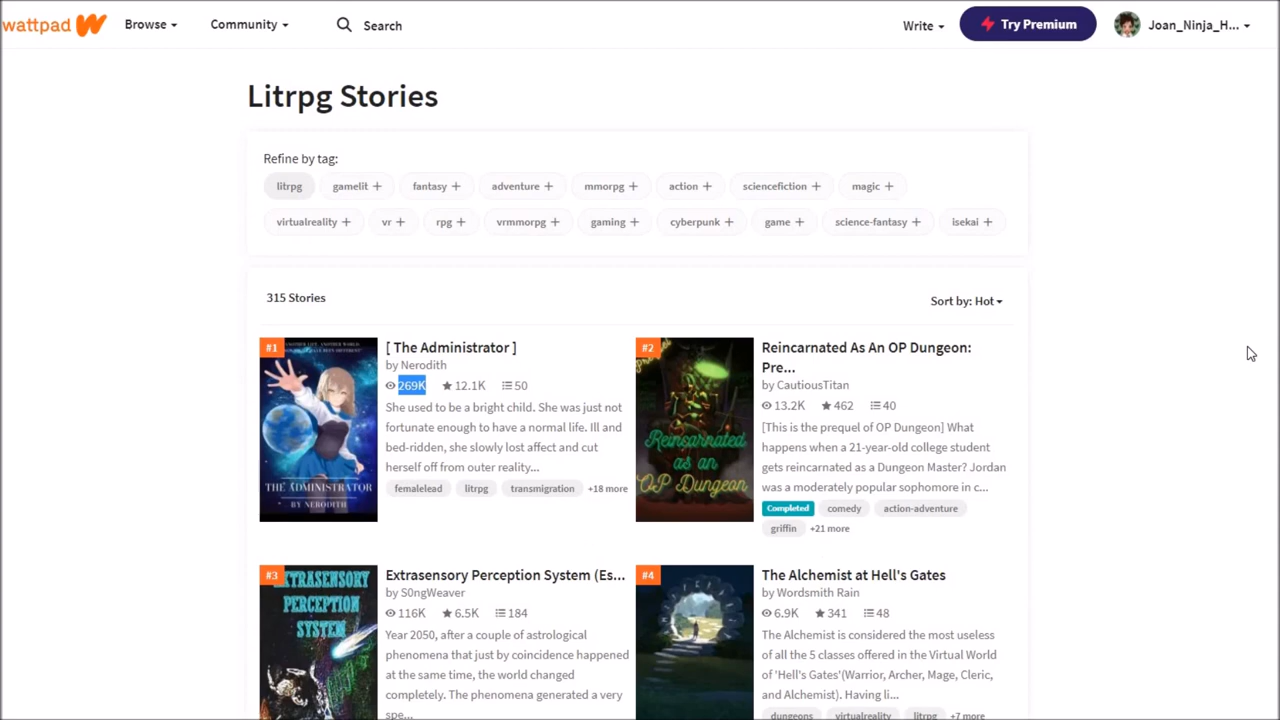 wattpad
Browse
Community
Search
Write
Try Premium
Joan_Ninja_H...
Litrpg Stories
Refine by tag:
litrpg gamelit + fantasy + adventure + mmorpg + action + sciencefiction + magic +
virtualreality + vr + rpg + vrmmorpg + gaming + cyberpunk + game + science-fantasy + isekai +
315 Stories
Sort by: Hot
#1
THE ADMINISTRATOR
BY NERODITH
[ The Administrator ]
by Nerodith
269K 12.1K 50
She used to be a bright child. She was just not
fortunate enough to have a normal life. Ill and
bed-ridden, she slowly lost affect and cut
herself off from outer reality...
femalelead litrpg transmigration +18 more
#2
Reincarnated
as an
OP Dungeon
Reincarnated As An OP Dungeon:
Pre...
by CautiousTitan
13.2K 462 40
[This is the prequel of OP Dungeon] What
happens when a 21-year-old college student
gets reincarnated as a Dungeon Master? Jordan
was a moderately popular sophomore in c...
Completed comedy action-adventure
griffin +21 more
#3
EXTRASENSORY
PERCEPTION
SYSTEM
Extrasensory Perception System (Es...
by S0ngWeaver
116K 6.5K 184
Year 2050, after a couple of astrological
phenomena that just by coincidence happened
at the same time, the world changed
completely. The phenomena generated a very
spe...
#4
The Alchemist at Hell's Gates
by Wordsmith Rain
6.9K 341 48
The Alchemist is considered the most useless
of all the 5 classes offered in the Virtual World
of 'Hell's Gates'(Warrior, Archer, Mage, Cleric,
and Alchemist). Having li...
dungeons virtualreality litrpg +7 more